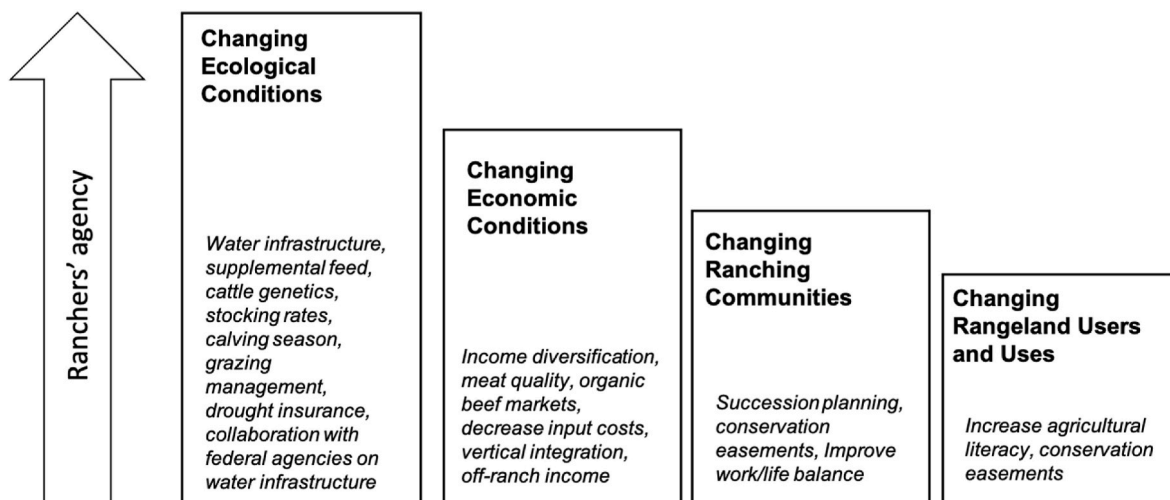 Ranchers' agency
Changing
Ecological
Conditions
Water infrastructure,
supplemental feed,
cattle genetics,
stocking rates,
calving season,
grazing
management,
drought insurance,
collaboration with
federal agencies on
water infrastructure
Changing
Economic
Conditions
Income diversification,
meat quality, organic
beef markets,
decrease input costs,
vertical integration,
off-ranch income
Changing
Ranching
Communities
Succession planning,
conservation
easements, Improve
work/life balance
Changing
Rangeland Users
and Uses
Increase agricultural
literacy, conservation
easements